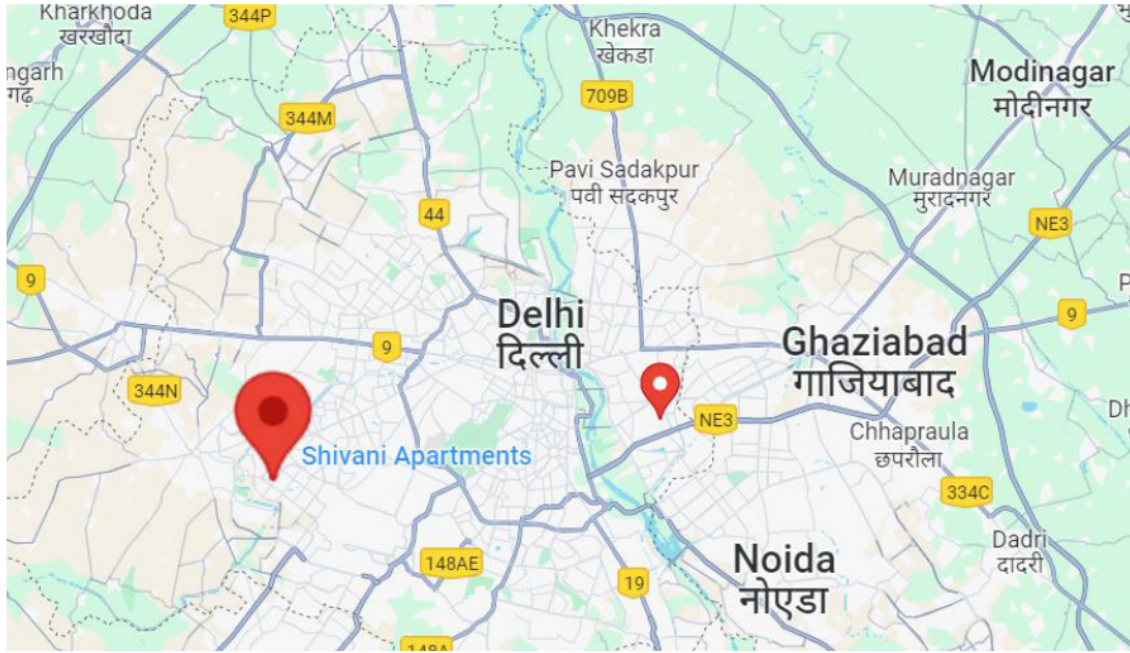 Kharkhoda
खरखौदा
344P
Khekra
खेकडा
Modinagar
मोदीनगर
ngarh
गढ़
709B
344M
Pavi Sadakpur
पवी सदकपुर
Muradnagar
मुरादनगर
44
NE3
9
Delhi
दिल्ली
9
9
Ghaziabad
गाजियाबाद
344N
NE3
Shivani Apartments
Chhapraula
छपरौला
334C
Dadri
दादरी
148AE
Noida
नोएडा
19
148A